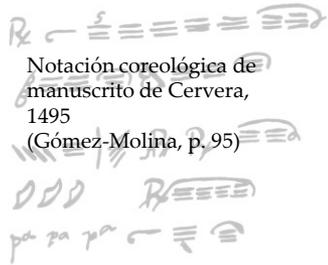 Notación coreológica de
manuscrito de Cervera,
1495
(Gómez-Molina, p. 95)